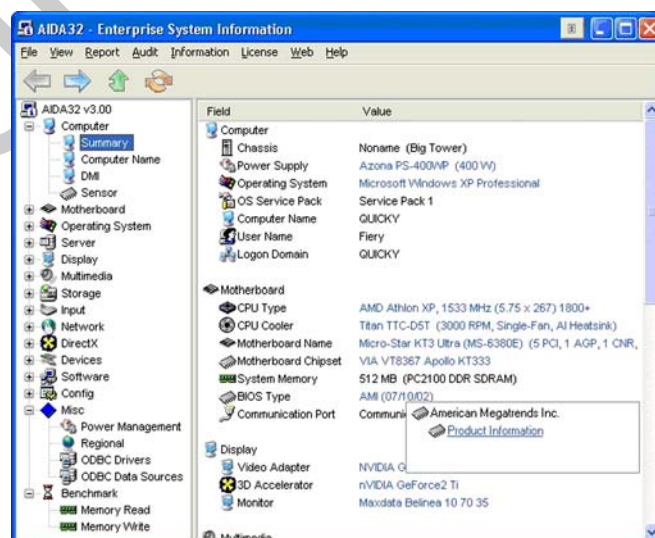 AIDA32 - Enterprise System Information
File View Report Audit Information License Web Help
AIDA32 v3.00
Computer
Summary
Computer Name
DMI
Sensor
Motherboard
Operating System
Server
Display
Multimedia
Storage
Input
Network
DirectX
Devices
Software
Config
Misc
Power Management
Regional
ODBC Drivers
ODBC Data Sources
Benchmark
Memory Read
Memory Write
Field Value
Computer
Chassis Noname (Big Tower)
Power Supply Azona PS-400WP (400 W)
Operating System Microsoft Windows XP Professional
OS Service Pack Service Pack 1
Computer Name QUICKY
User Name Fiery
Logon Domain QUICKY
Motherboard
CPU Type AMD Athlon XP, 1533 MHz (5.75 x 267) 1800+
CPU Cooler Titan TTC-D5T (3000 RPM, Single-Fan, Al Heatsink)
Motherboard Name Micro-Star KT3 Ultra (MS-6380E) (5 PCI, 1 AGP, 1 CNR,
Motherboard Chipset VIA VT8367 Apollo KT333
System Memory 512 MB (PC2100 DDR SDRAM)
BIOS Type AMI (07/10/02)
Communication Port Communi
American Megatrends Inc.
Product Information
Display
Video Adapter NVIDIA G
3D Accelerator nVIDIA GeForce2 Ti
Monitor Maxdata Belinea 10 70 35
Multimedia